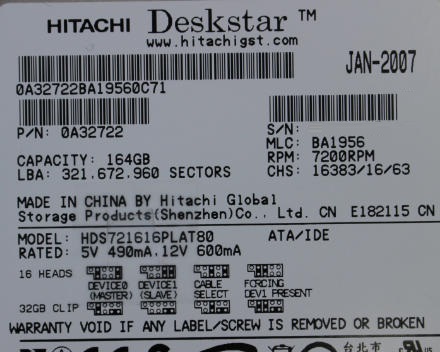 HITACHI Deskstar™
www.hitachigst.com
JAN-2007
0A32722BA19560C71
P/N: 0A32722
S/N:
MLC: BA1956
CAPACITY: 164GB
RPM: 7200RPM
LBA: 321.672.960 SECTORS
CHS: 16383/16/63
MADE IN CHINA BY Hitachi Global
Storage Products(Shenzhen)Co., Ltd. CN E182115 CN
MODEL: HDS721616PLAT80 ATA/IDE
RATED: 5V 490mA.12V 600mA
16 HEADS
DEVICE0 DEVICE1 CABLE FORCING
(MASTER) (SLAVE) SELECT DEV1 PRESENT
32GB CLIP
WARRANTY VOID IF ANY LABEL/SCREW IS REMOVED OR BROKEN
台北市